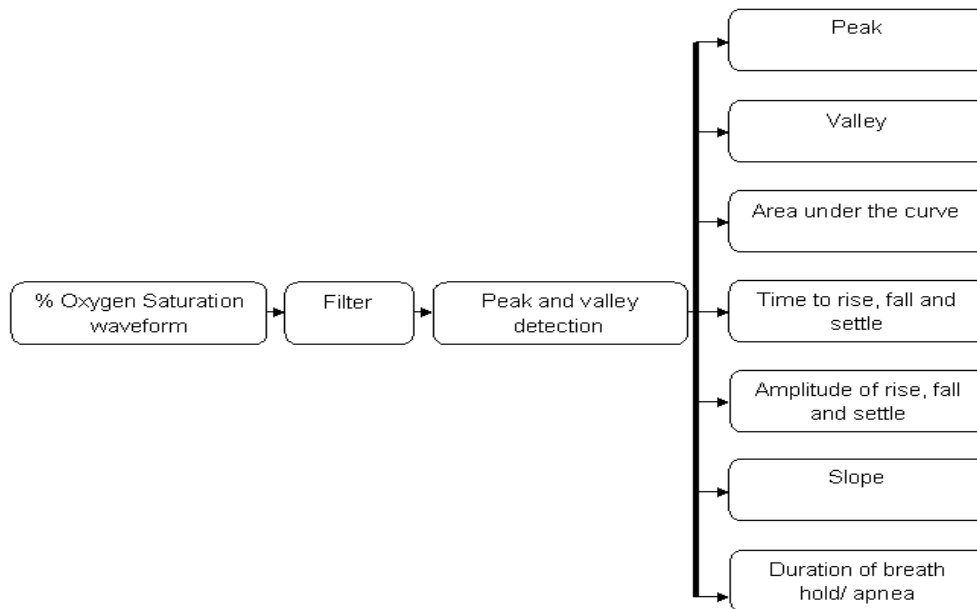 % Oxygen Saturation
waveform
Filter
Peak and valley
detection
Peak
Valley
Area under the curve
Time to rise, fall and
settle
Amplitude of rise, fall
and settle
Slope
Duration of breath
hold/ apnea